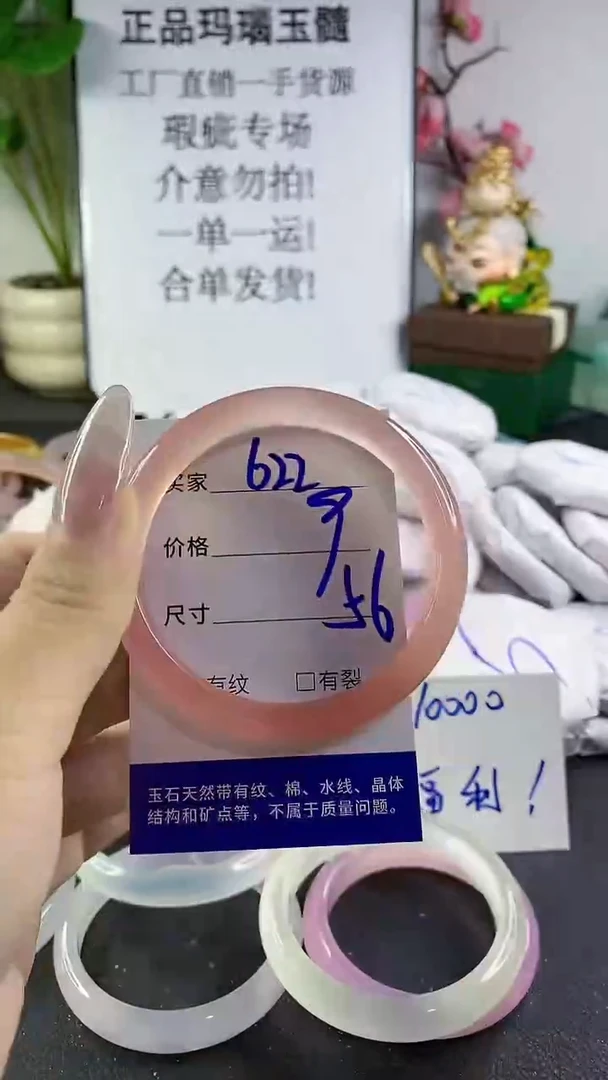 正品玛瑙玉髓
工厂直销一手货源
瑕疵专场
介意勿拍!
一单一运!
合单发货!
买家 622
价格
尺寸 56
有纹 □有裂
10000
福利!
玉石天然带有纹、棉、水线、晶体
结构和矿点等，不属于质量问题。